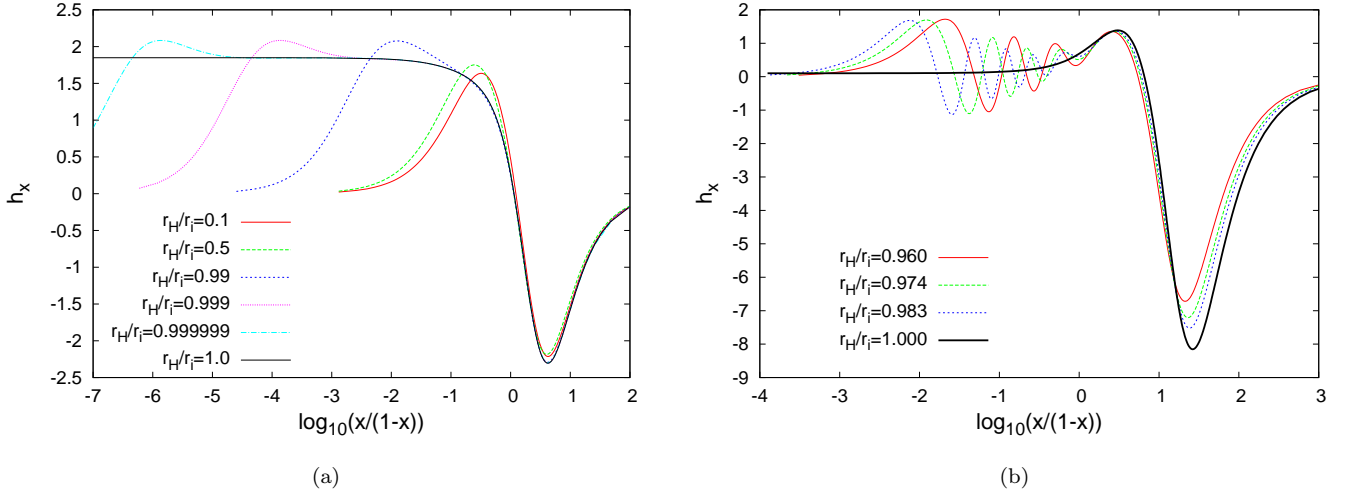 2
1.5
1
0.5
0
-0.5
-1
-1.5
-2
-2.5
h_x
r_H/r_i=0.1
r_H/r_i=0.5
r_H/r_i=0.99
r_H/r_i=0.999
r_H/r_i=0.999999
r_H/r_i=1.0
-7 -6 -5 -4 -3 -2 -1 0 1 2
log_10(x/(1-x))
(a)
2
1
0
-1
-2
-3
-4
-5
-6
-7
-8
-9
h_x
r_H/r_i=0.960
r_H/r_i=0.974
r_H/r_i=0.983
r_H/r_i=1.000
-4 -3 -2 -1 0 1 2 3
log_10(x/(1-x))
(b)